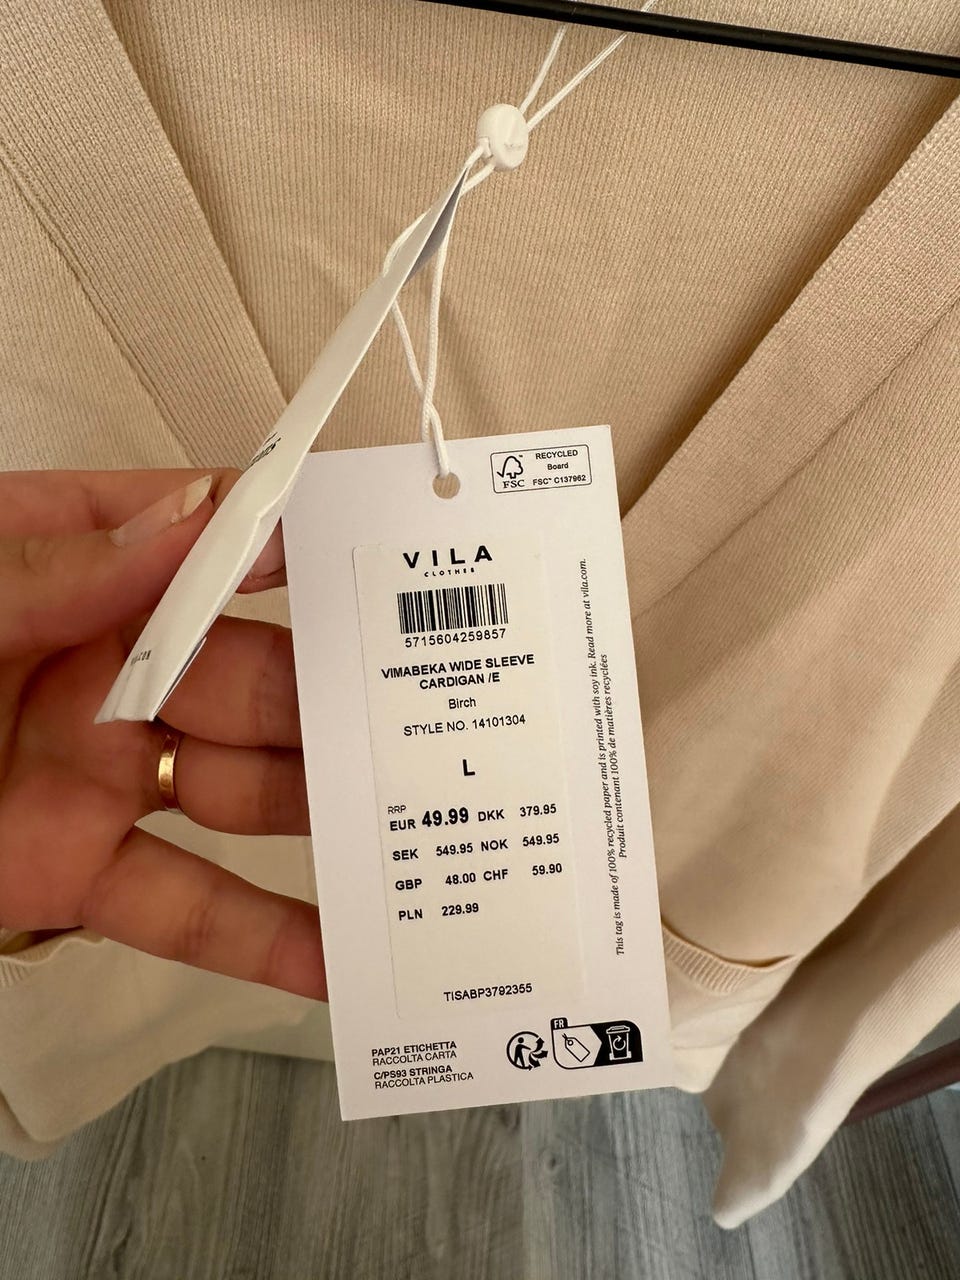 RECYCLED
Board
FSC™ C137962
FSC
VILA
CLOTHES
5715604259857
VIMABEKA WIDE SLEEVE
CARDIGAN /E
Birch
STYLE NO. 14101304
L
RRP
EUR 49.99 DKK 379.95
SEK 549.95 NOK 549.95
GBP 48.00 CHF 59.90
PLN 229.99
TISABP3792355
This tag is made of 100% recycled paper and is printed with soy ink. Read more at vila.com.
Produit contenant 100% de matières recyclées
PAP21 ETICHETTA
RACCOLTA CARTA
C/PS93 STRINGA
RACCOLTA PLASTICA
FR